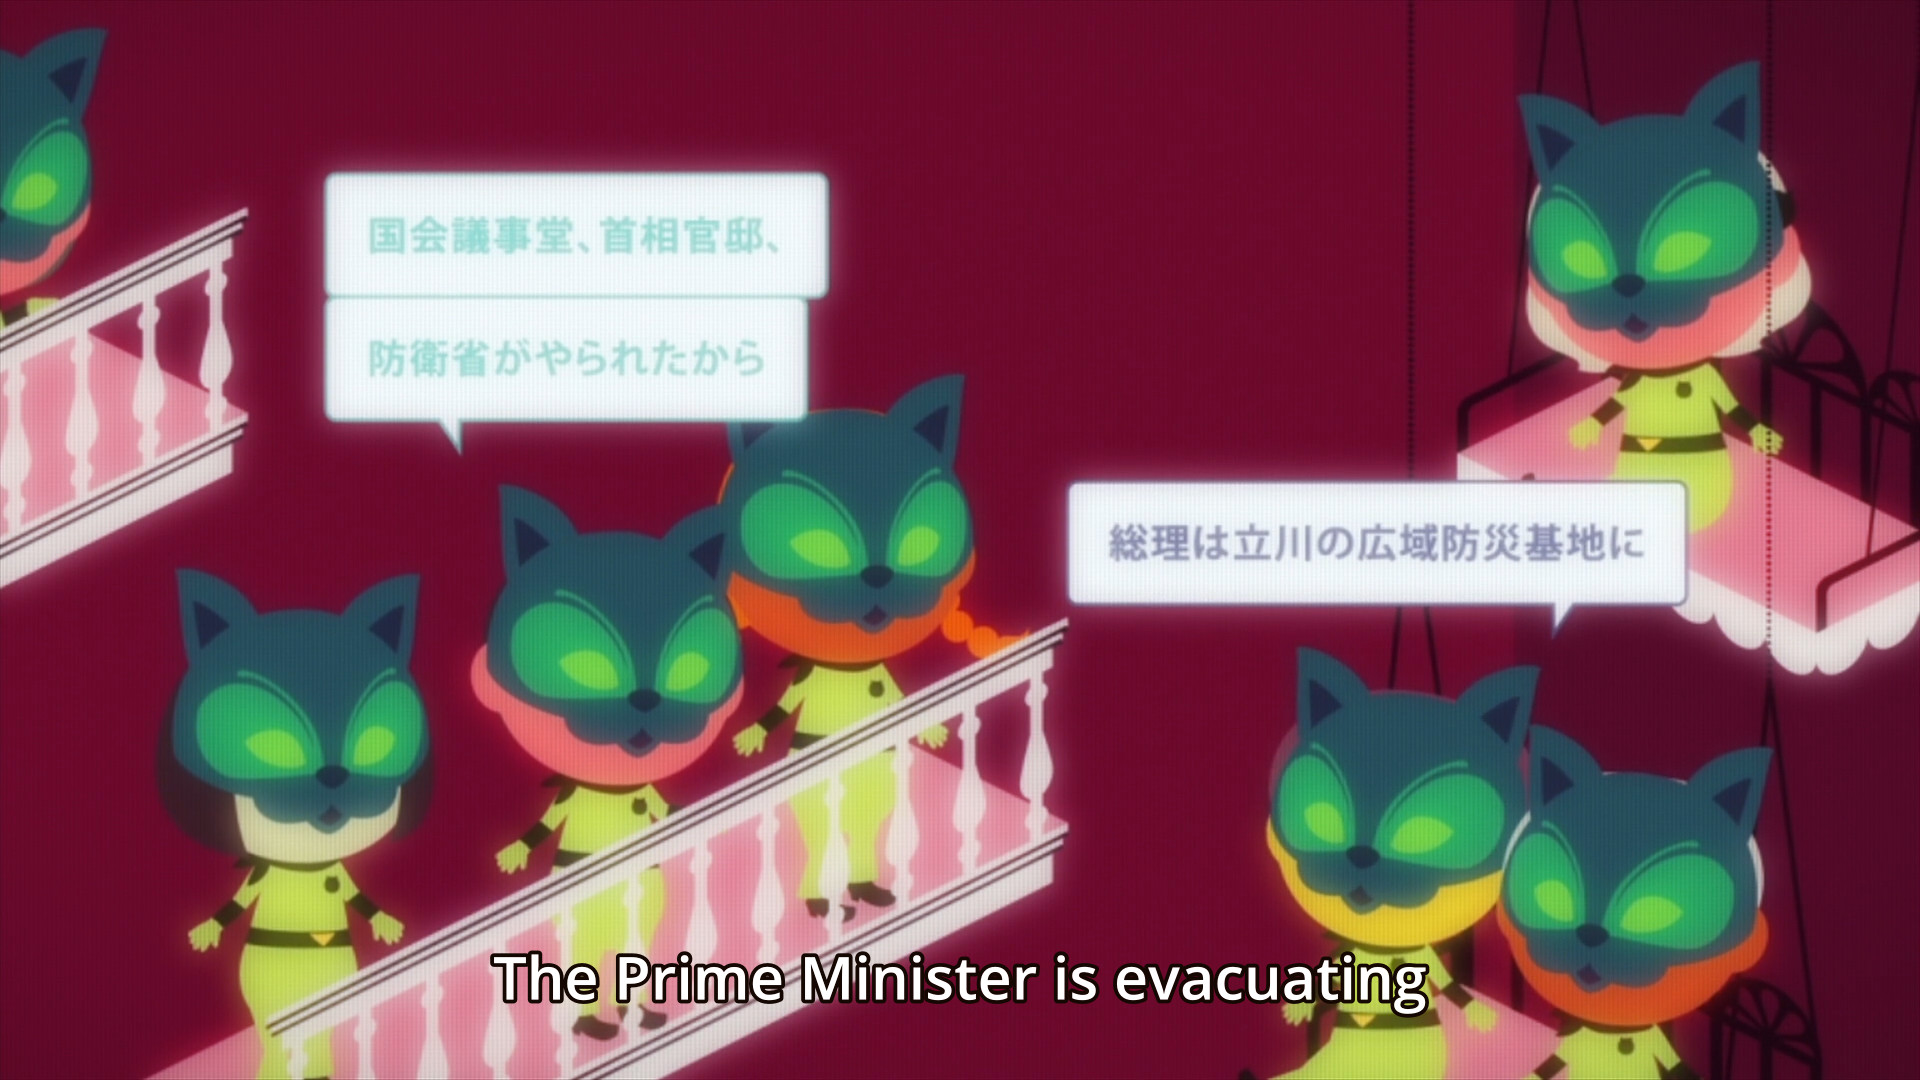 国会議事堂、首相官邸、
防衛省がやられたから
総理は立川の広域防災基地に
The Prime Minister is evacuating